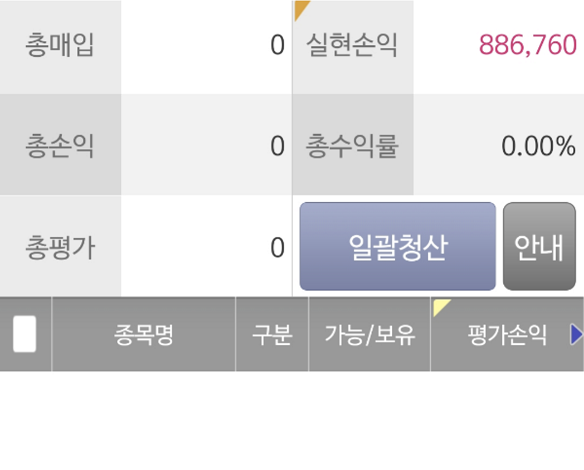 총매입 0 실현손익 886,760
총손익 0 총수익률 0.00%
총평가 0 일괄청산 안내
종목명 구분 가능/보유 평가손익